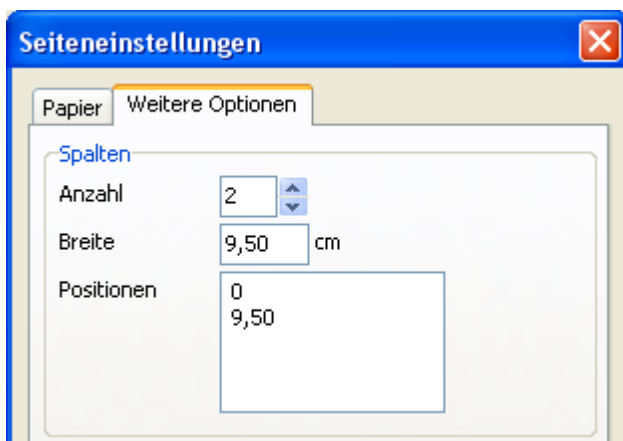 Seiteneinstellungen
Papier Weitere Optionen
Spalten
Anzahl 2
Breite 9,50 cm
Positionen 0
9,50